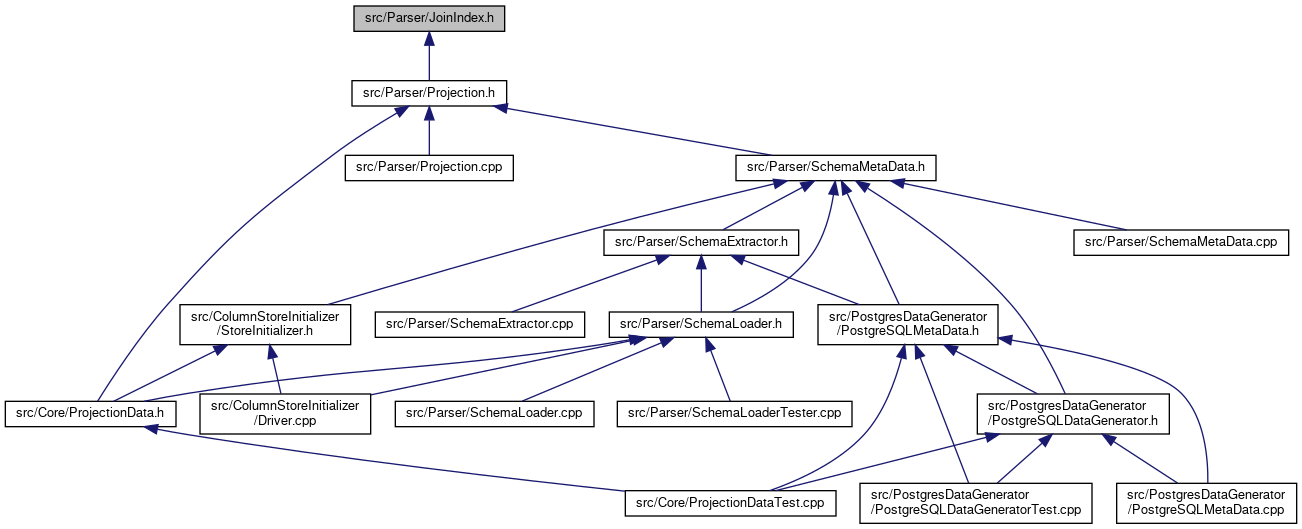 src/Parser/JoinIndex.h
src/Parser/Projection.h
src/Parser/Projection.cpp
src/Parser/SchemaMetaData.h
src/Parser/SchemaExtractor.h
src/Parser/SchemaMetaData.cpp
src/ColumnStoreInitializer
/StoreInitializer.h
src/Parser/SchemaExtractor.cpp
src/Parser/SchemaLoader.h
src/PostgresDataGenerator
/PostgreSQLMetaData.h
src/Core/ProjectionData.h
src/ColumnStoreInitializer
/Driver.cpp
src/Parser/SchemaLoader.cpp
src/Parser/SchemaLoaderTester.cpp
src/PostgresDataGenerator
/PostgreSQLDataGenerator.h
src/Core/ProjectionDataTest.cpp
src/PostgresDataGenerator
/PostgreSQLDataGeneratorTest.cpp
src/PostgresDataGenerator
/PostgreSQLMetaData.cpp